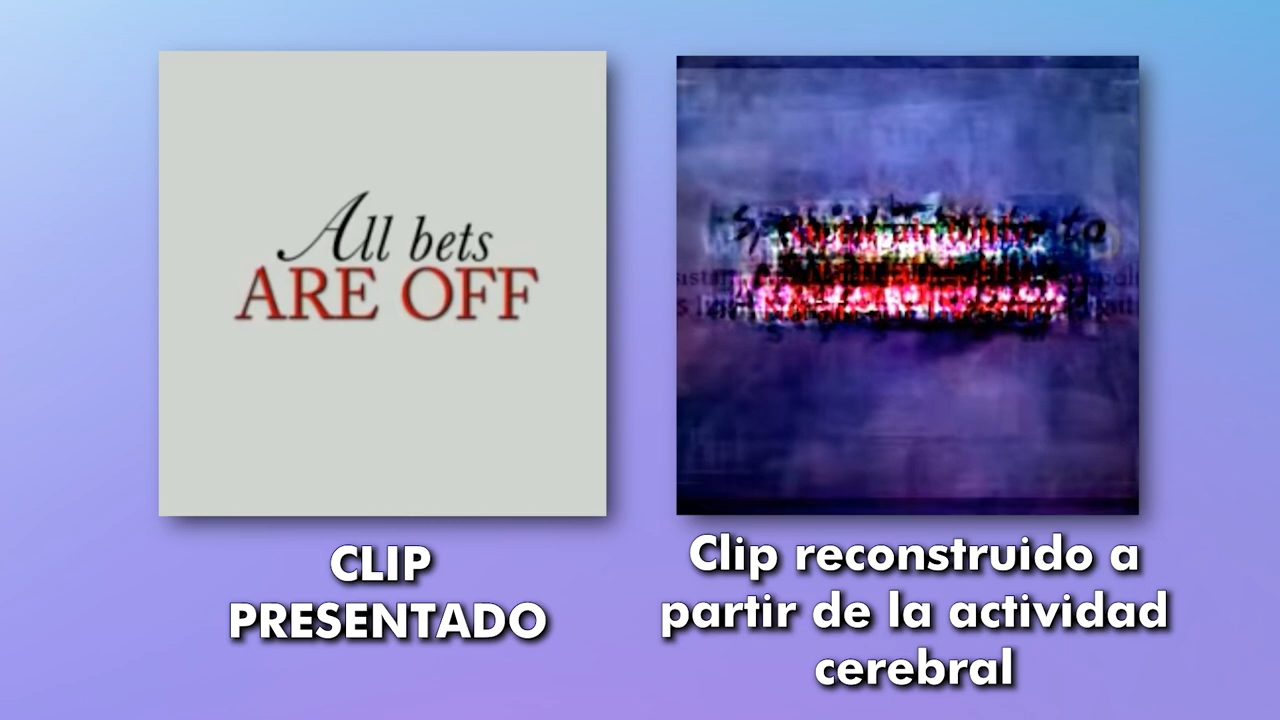 All bets
ARE OFF
CLIP
PRESENTADO
Clip reconstruido a
partir de la actividad
cerebral